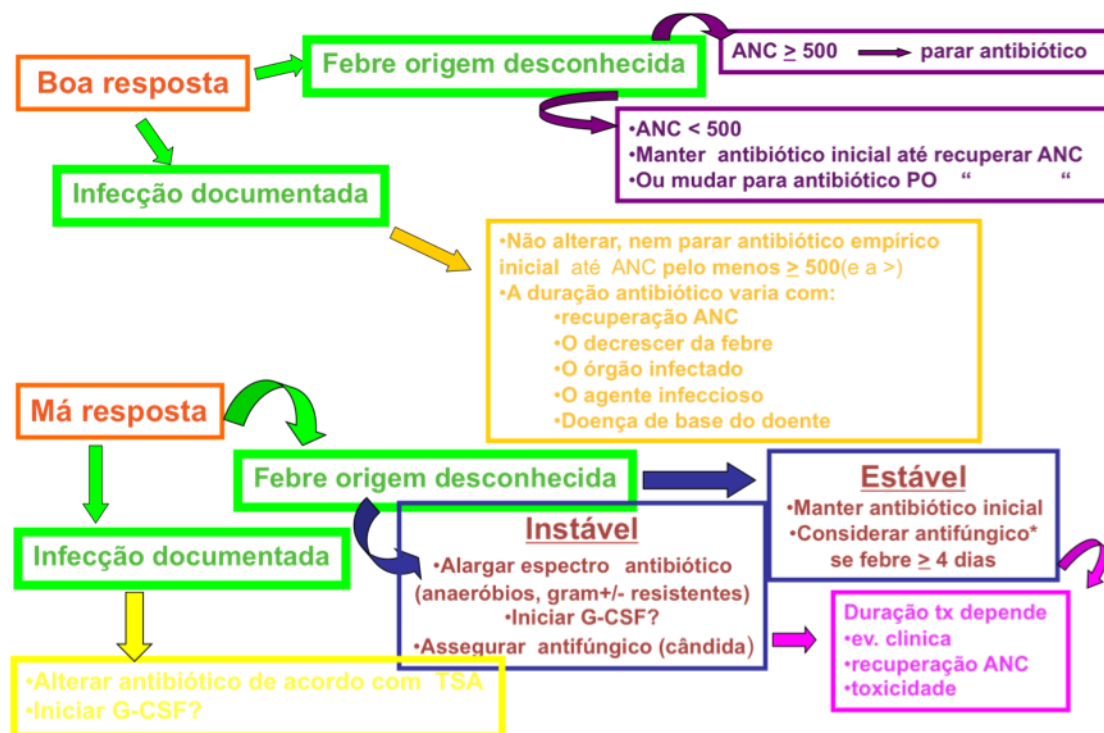 Boa resposta
Febre origem desconhecida
ANC ≥ 500 parar antibiótico
•ANC < 500
•Manter antibiótico inicial até recuperar ANC
•Ou mudar para antibiótico PO “ “
Infecção documentada
•Não alterar, nem parar antibiótico empírico
inicial até ANC pelo menos ≥ 500(e a >)
•A duração antibiótico varia com:
•recuperação ANC
•O decrescer da febre
•O órgão infectado
•O agente infeccioso
•Doença de base do doente
Má resposta
Febre origem desconhecida
Estável
•Manter antibiótico inicial
•Considerar antifúngico*
se febre ≥ 4 dias
Instável
•Alargar espectro antibiótico
(anaeróbios, gram+/- resistentes)
•Iniciar G-CSF?
•Assegurar antifúngico (cândida)
Duração tx depende
•ev. clinica
•recuperação ANC
•toxicidade
Infecção documentada
•Alterar antibiótico de acordo com TSA
•Iniciar G-CSF?